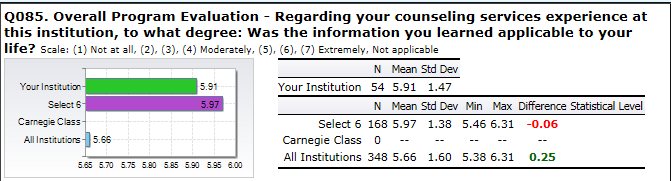 Q085. Overall Program Evaluation - Regarding your counseling services experience at
this institution, to what degree: Was the information you learned applicable to your
life? Scale: (1) Not at all, (2), (3), (4) Moderately, (5), (6), (7) Extremely, Not applicable
Your Institution 5.91
Select 6 5.97
Carnegie Class
All Institutions 5.66
5.65 5.70 5.75 5.80 5.85 5.90 5.95 6.00
N Mean Std Dev
Your Institution 54 5.91 1.47
N Mean Std Dev Min Max Difference Statistical Level
Select 6 168 5.97 1.38 5.46 6.31 -0.06
Carnegie Class 0 -- -- -- -- --
All Institutions 348 5.66 1.60 5.38 6.31 0.25